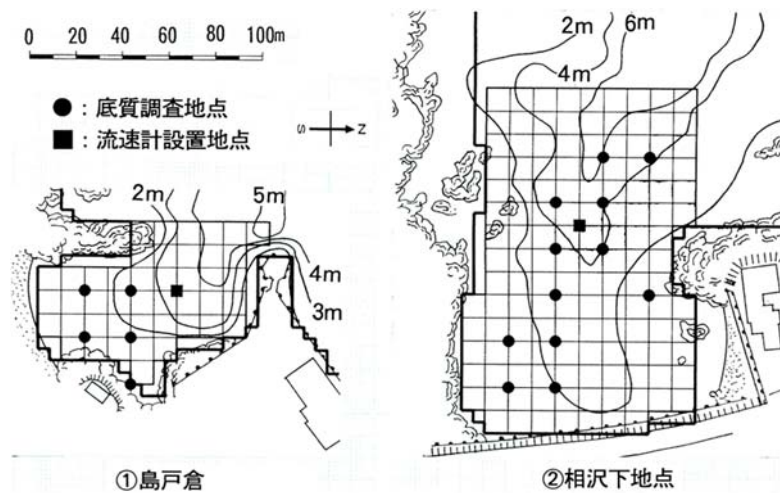 0 20 40 60 80 100m
●：底質調査地点
■：流速計設置地点
S N
2m 5m
4m
3m
①島戸倉
2m 6m
4m
②相沢下地点